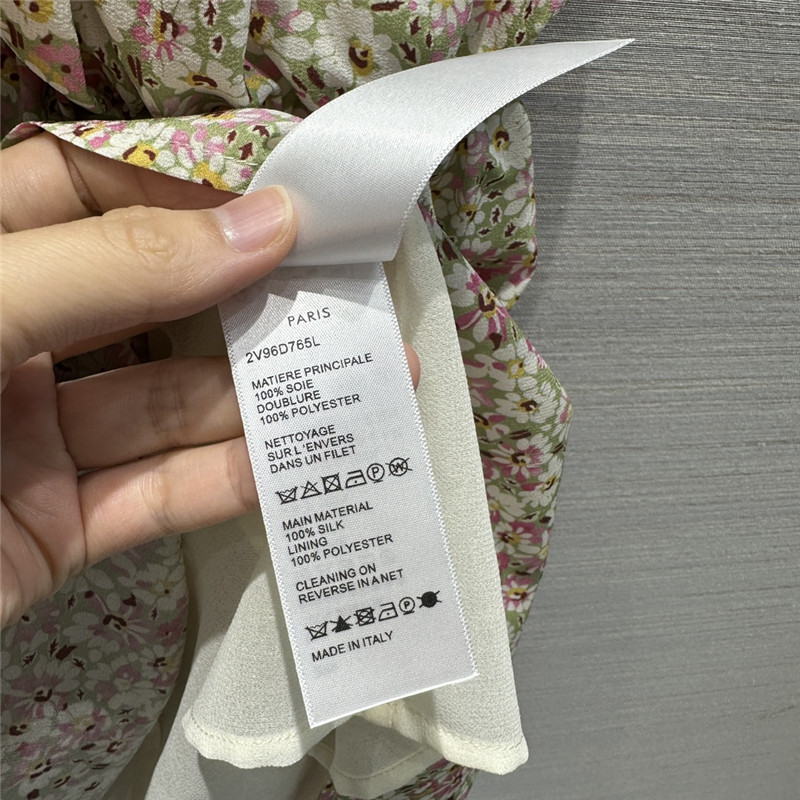 PARIS
2V96D765L
MATIERE PRINCIPALE
100% SOIE
DOUBLURE
100% POLYESTER
NETTOYAGE
SUR L'ENVERS
DANS UN FILET
P W
MAIN MATERIAL
100% SILK
LINING
100% POLYESTER
CLEANING ON
REVERSE IN A NET
P
MADE IN ITALY